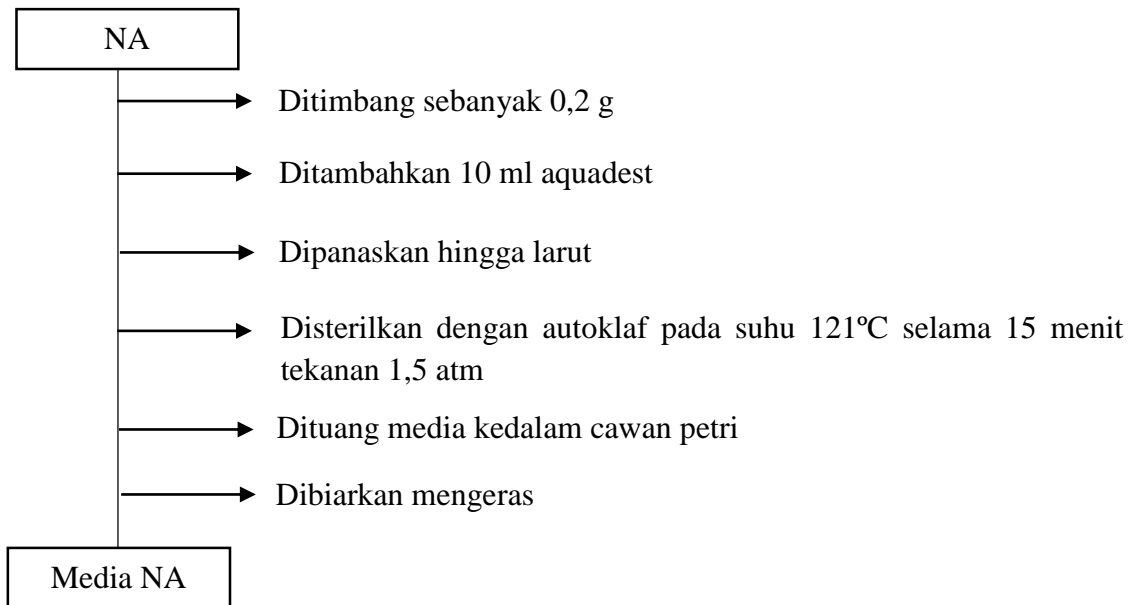 NA
Ditimbang sebanyak 0,2 g
Ditambahkan 10 ml aquadest
Dipanaskan hingga larut
Disterilkan dengan autoklaf pada suhu 121ºC selama 15 menit
tekanan 1,5 atm
Dituang media kedalam cawan petri
Dibiarkan mengeras
Media NA